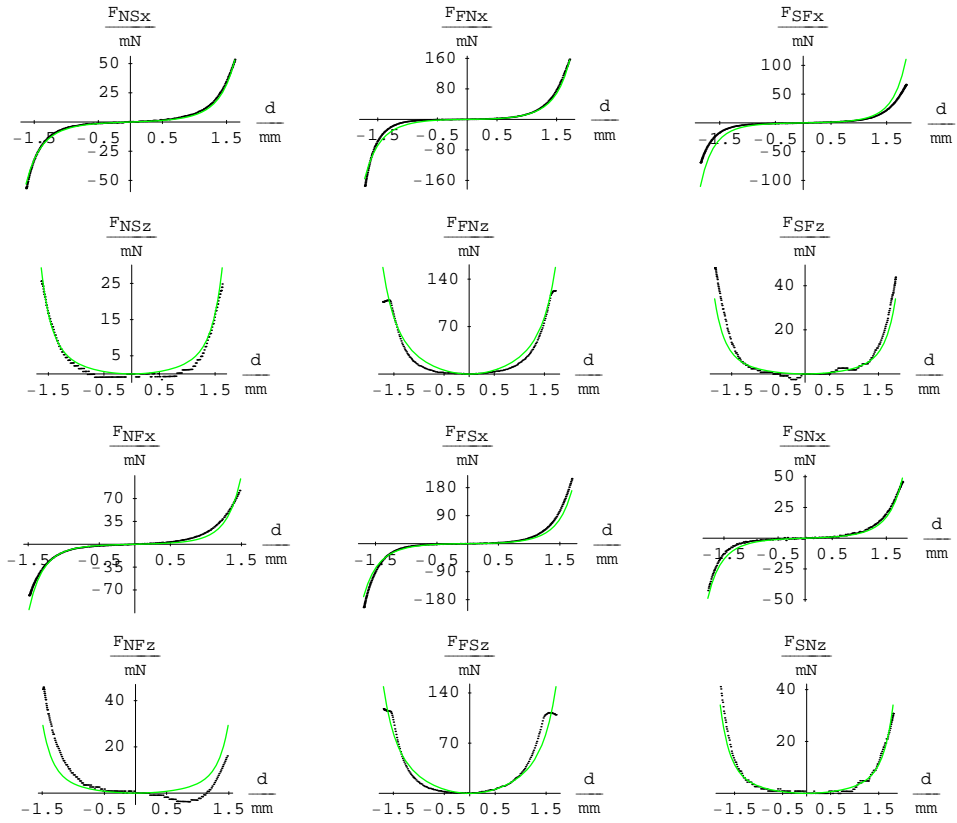 F_NSx / mN
50
25
−25
−50
−1.5 −0.5 0.5 1.5
d / mm
F_FNx / mN
160
80
−80
−160
−1.5 −0.5 0.5 1.5
d / mm
F_SFx / mN
100
50
−50
−100
−1.5 −0.5 0.5 1.5
d / mm
F_NSz / mN
25
15
5
−1.5 −0.5 0.5 1.5
d / mm
F_FNz / mN
140
70
−1.5 −0.5 0.5 1.5
d / mm
F_SFz / mN
40
20
−1.5 −0.5 0.5 1.5
d / mm
F_NFx / mN
70
35
−35
−70
−1.5 −0.5 0.5 1.5
d / mm
F_FSx / mN
180
90
−90
−180
−1.5 −0.5 0.5 1.5
d / mm
F_SNx / mN
50
25
−25
−50
−1.5 −0.5 0.5 1.5
d / mm
F_NFz / mN
40
20
−1.5 −0.5 0.5 1.5
d / mm
F_FSz / mN
140
70
−1.5 −0.5 0.5 1.5
d / mm
F_SNz / mN
40
20
−1.5 −0.5 0.5 1.5
d / mm